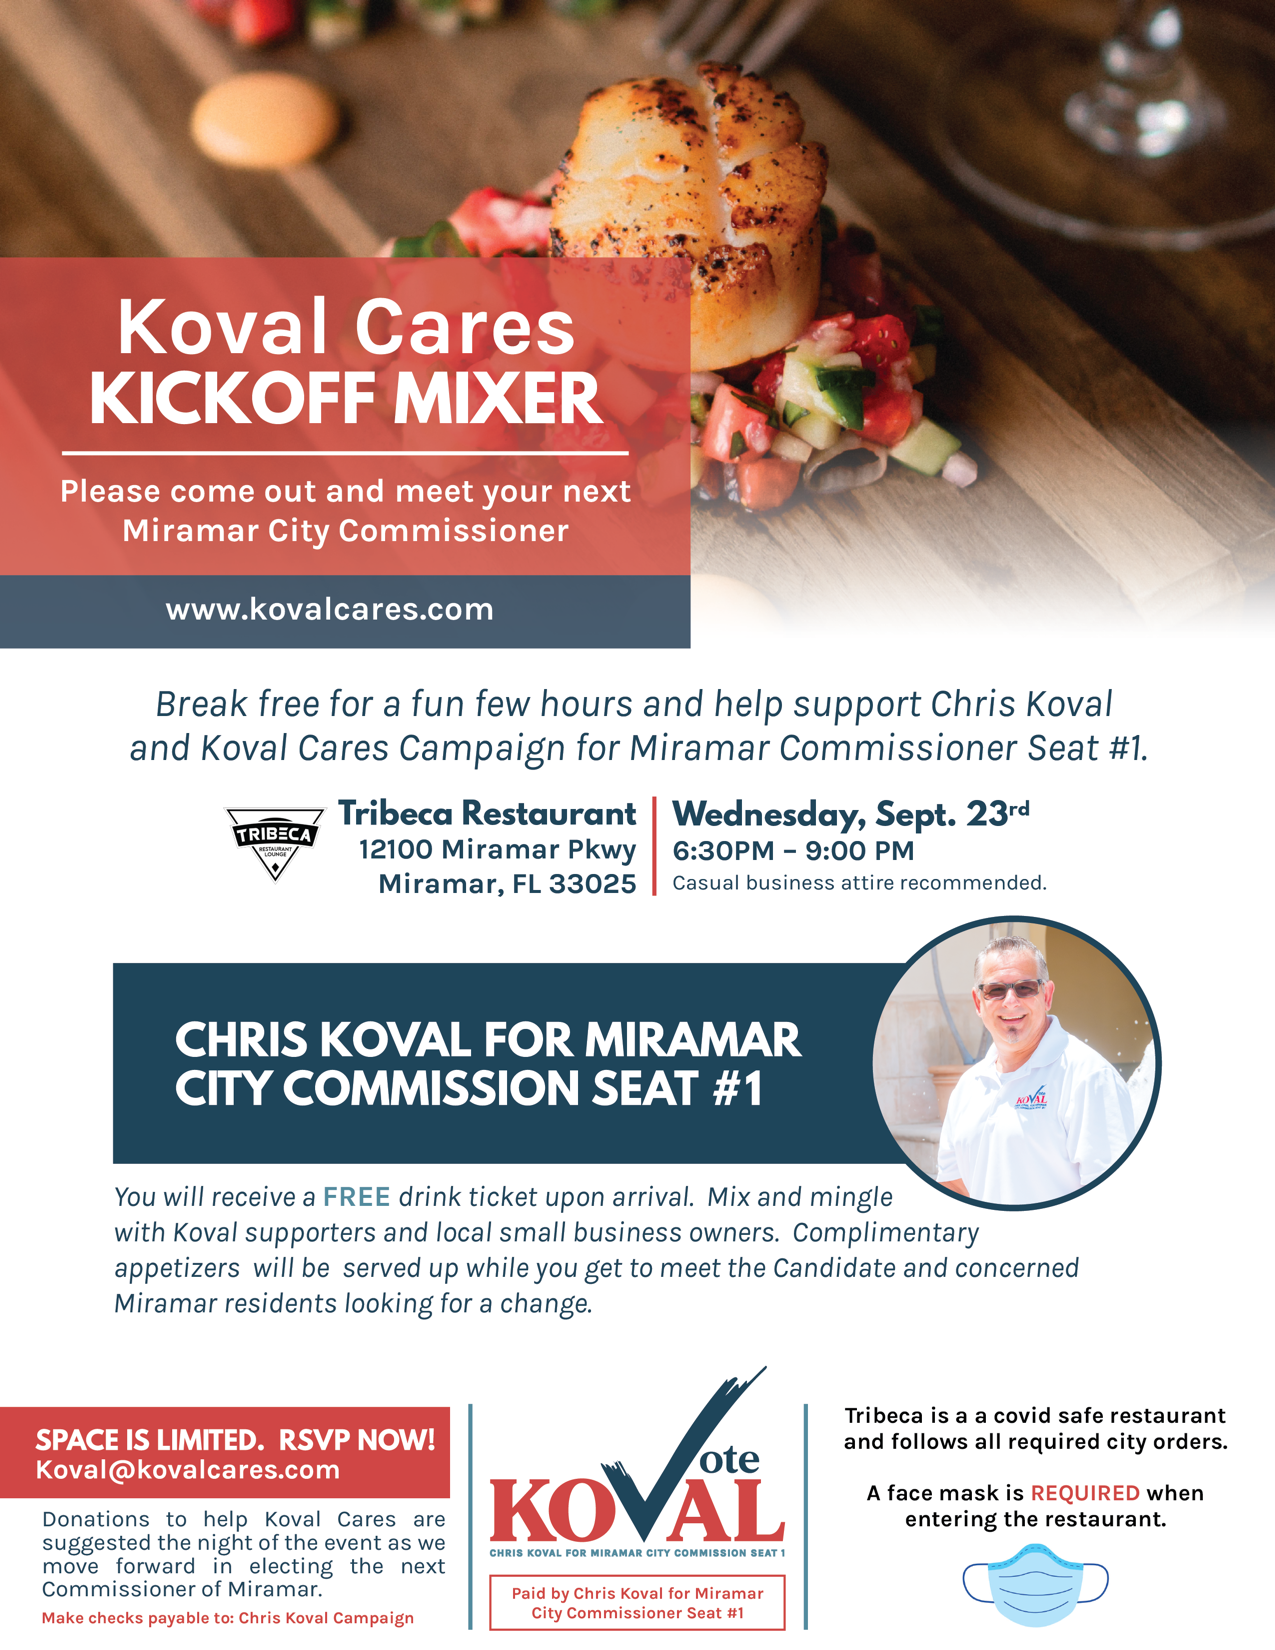 Koval Cares
KICKOFF MIXER
Please come out and meet your next
Miramar City Commissioner
www.kovalcares.com
Break free for a fun few hours and help support Chris Koval
and Koval Cares Campaign for Miramar Commissioner Seat #1.
TRIBECA
RESTAURANT
LOUNGE
Tribeca Restaurant
12100 Miramar Pkwy
Miramar, FL 33025
Wednesday, Sept. 23rd
6:30PM – 9:00 PM
Casual business attire recommended.
CHRIS KOVAL FOR MIRAMAR
CITY COMMISSION SEAT #1
ote
KOVAL
You will receive a FREE drink ticket upon arrival. Mix and mingle
with Koval supporters and local small business owners. Complimentary
appetizers will be served up while you get to meet the Candidate and concerned
Miramar residents looking for a change.
SPACE IS LIMITED. RSVP NOW!
Koval@kovalcares.com
Donations to help Koval Cares are
suggested the night of the event as we
move forward in electing the next
Commissioner of Miramar.
Make checks payable to: Chris Koval Campaign
Vote
KOVAL
CHRIS KOVAL FOR MIRAMAR CITY COMMISSION SEAT 1
Paid by Chris Koval for Miramar
City Commissioner Seat #1
Tribeca is a a covid safe restaurant
and follows all required city orders.
A face mask is REQUIRED when
entering the restaurant.